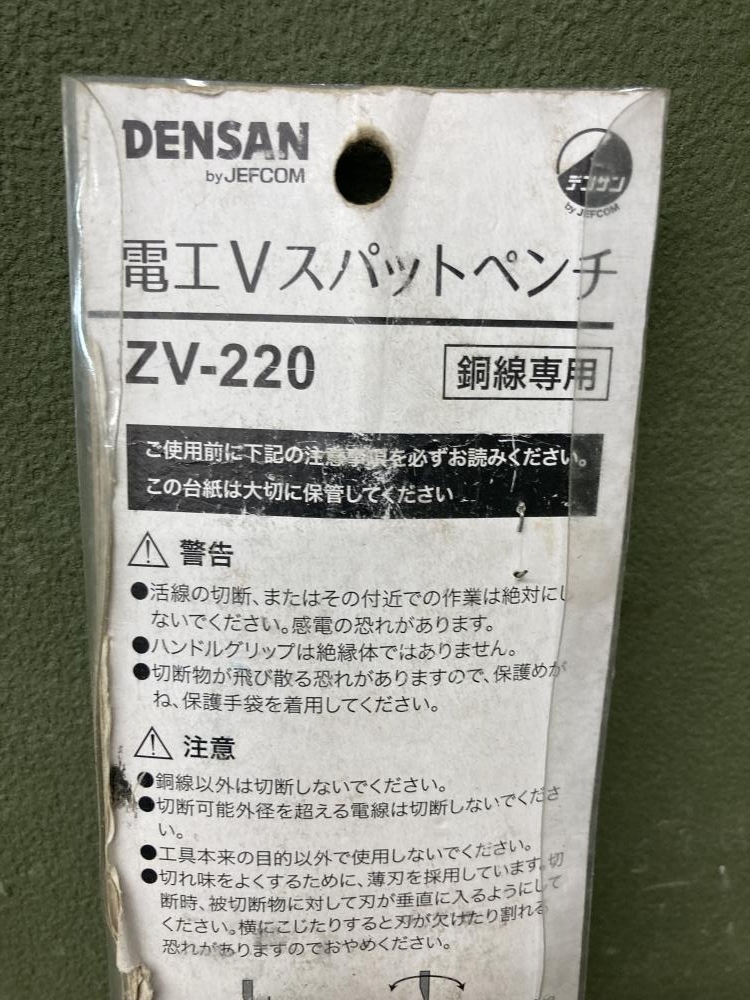 DENSAN
by JEFCOM
デンサン
by JEFCOM
電工Vスパットペンチ
ZV-220
銅線専用
ご使用前に下記の注意事項を必ずお読みください。
この台紙は大切に保管してください
警告
●活線の切断、またはその付近での作業は絶対にし
ないでください。感電の恐れがあります。
●ハンドルグリップは絶縁体ではありません。
●切断物が飛び散る恐れがありますので、保護めが
ね、保護手袋を着用してください。
注意
●銅線以外は切断しないでください。
●切断可能外径を超える電線は切断しないでくださ
い。
●工具本来の目的以外で使用しないでください。
●切れ味をよくするために、薄刃を採用しています。切
断時、被切断物に対して刃が垂直に入るようにして
ください。横にこじたりすると刃が欠けたり割れる
恐れがありますのでおやめください。